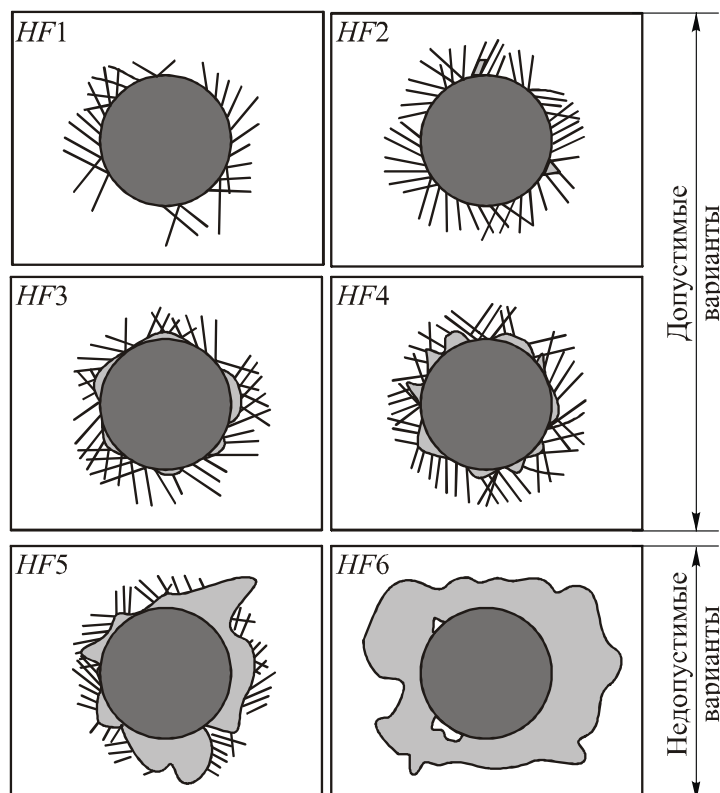 HF1
HF2
HF3
HF4
Допустимые
варианты
HF5
HF6
Недопустимые
варианты